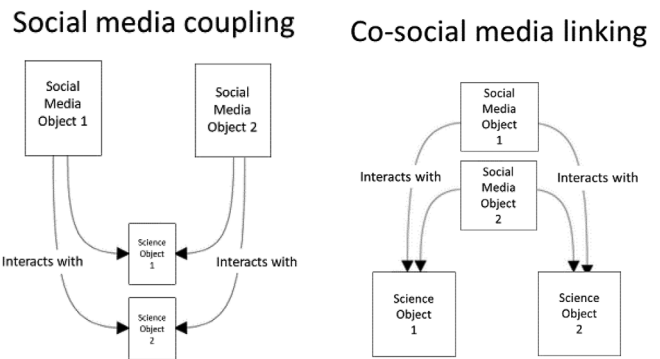 Social media coupling
Social
Media
Object 1
Social
Media
Object 2
Interacts with
Interacts with
Science
Object
1
Science
Object
2
Co-social media linking
Social
Media
Object
1
Interacts with
Interacts with
Social
Media
Object
2
Science
Object
1
Science
Object
2